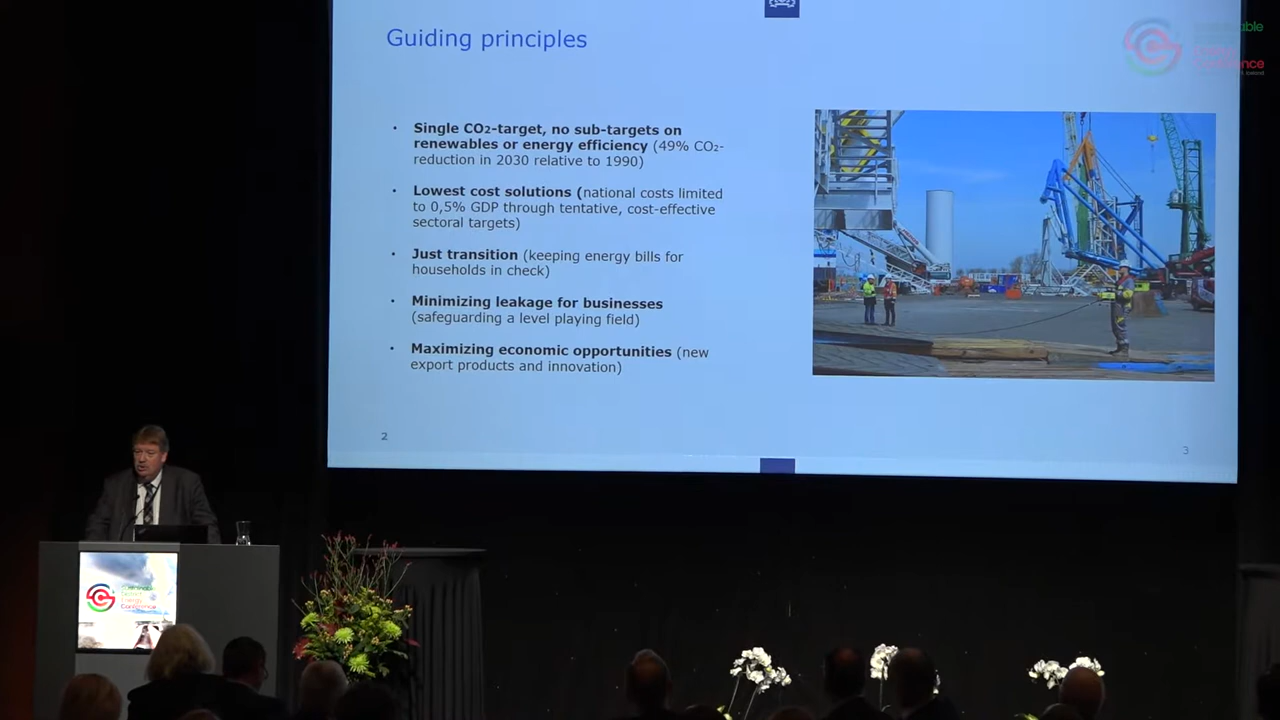 Guiding principles
• Single CO₂-target, no sub-targets on
renewables or energy efficiency (49% CO₂-
reduction in 2030 relative to 1990)
• Lowest cost solutions (national costs limited
to 0,5% GDP through tentative, cost-effective
sectoral targets)
• Just transition (keeping energy bills for
households in check)
• Minimizing leakage for businesses
(safeguarding a level playing field)
• Maximizing economic opportunities (new
export products and innovation)
2
3
Energy
Conference